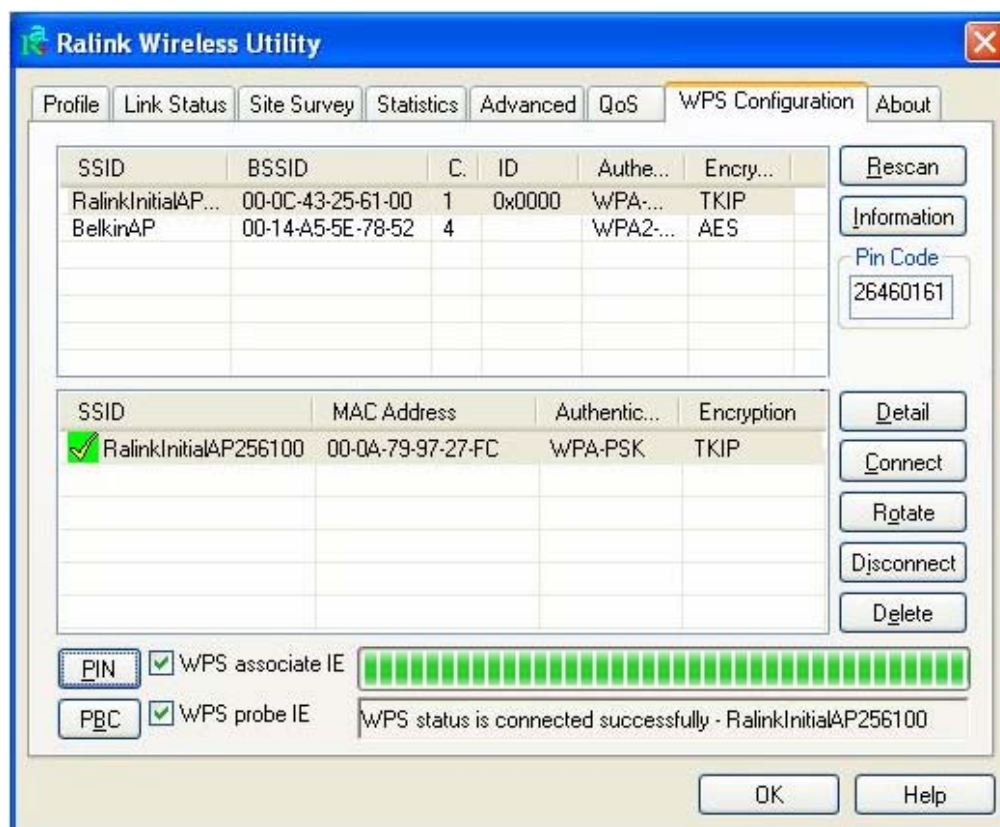 Ralink Wireless Utility
Profile Link Status Site Survey Statistics Advanced QoS WPS Configuration About
SSID BSSID C. ID Authe... Encry...
RalinkInitialAP... 00-0C-43-25-61-00 1 0x0000 WPA-... TKIP
BelkinAP 00-14-A5-5E-78-52 4 WPA2-... AES
Rescan
Information
Pin Code
26460161
SSID MAC Address Authentic... Encryption
RalinkInitialAP256100 00-0A-79-97-27-FC WPA-PSK TKIP
Detail
Connect
Rotate
Disconnect
Delete
PIN WPS associate IE
PBC WPS probe IE WPS status is connected successfully - RalinkInitialAP256100
OK Help